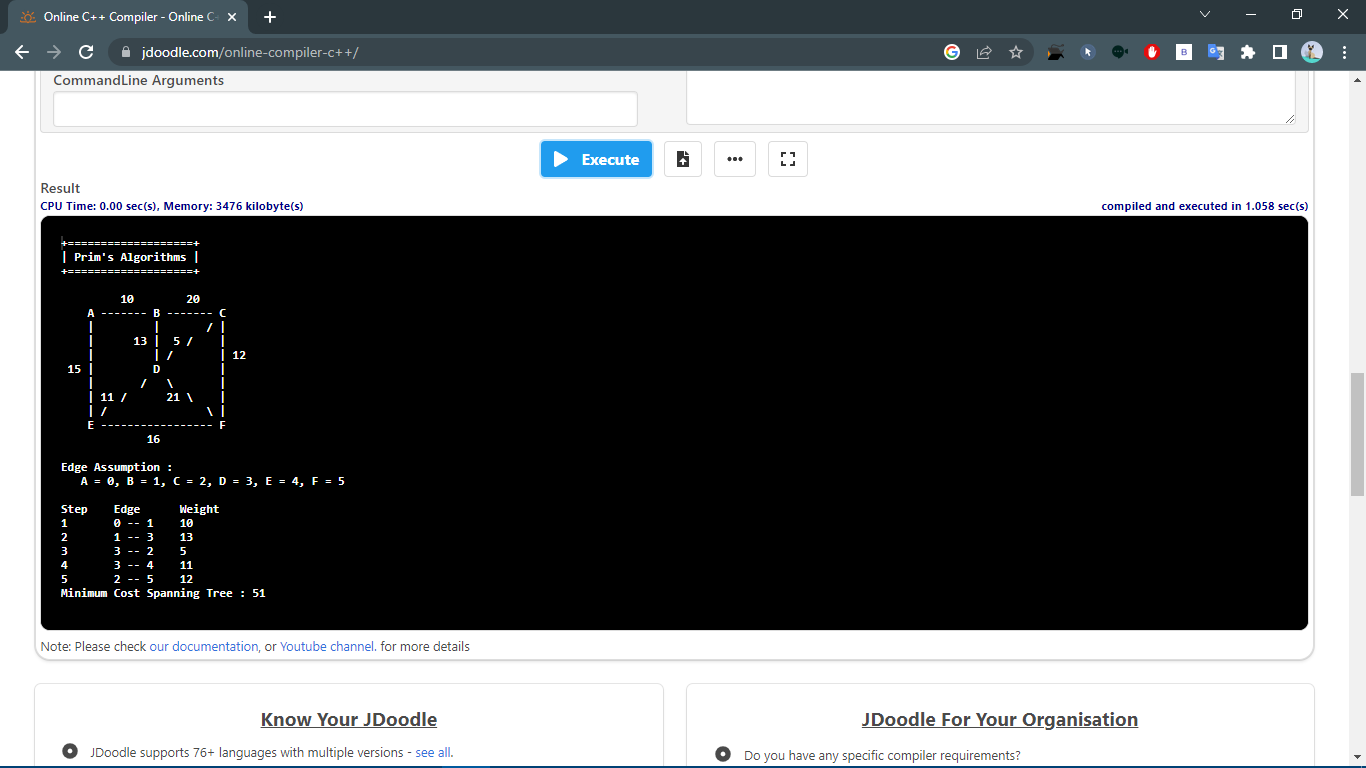 Online C++ Compiler - Online C
jdoodle.com/online-compiler-c++/
CommandLine Arguments
Execute
Result
CPU Time: 0.00 sec(s), Memory: 3476 kilobyte(s)
compiled and executed in 1.058 sec(s)
+===================+
| Prim's Algorithms |
+===================+
         10        20
    A ------- B ------- C
    |         |       / |
    |      13 |  5 /    |
    |         | /       | 12
 15 |         D         |
    |       /   \       |
    | 11 /      21 \    |
    | /               \ |
    E ----------------- F
             16
Edge Assumption :
   A = 0, B = 1, C = 2, D = 3, E = 4, F = 5
Step    Edge      Weight
1       0 -- 1    10
2       1 -- 3    13
3       3 -- 2    5
4       3 -- 4    11
5       2 -- 5    12
Minimum Cost Spanning Tree : 51
Note: Please check our documentation, or Youtube channel. for more details
Know Your JDoodle
JDoodle supports 76+ languages with multiple versions - see all.
JDoodle For Your Organisation
Do you have any specific compiler requirements?